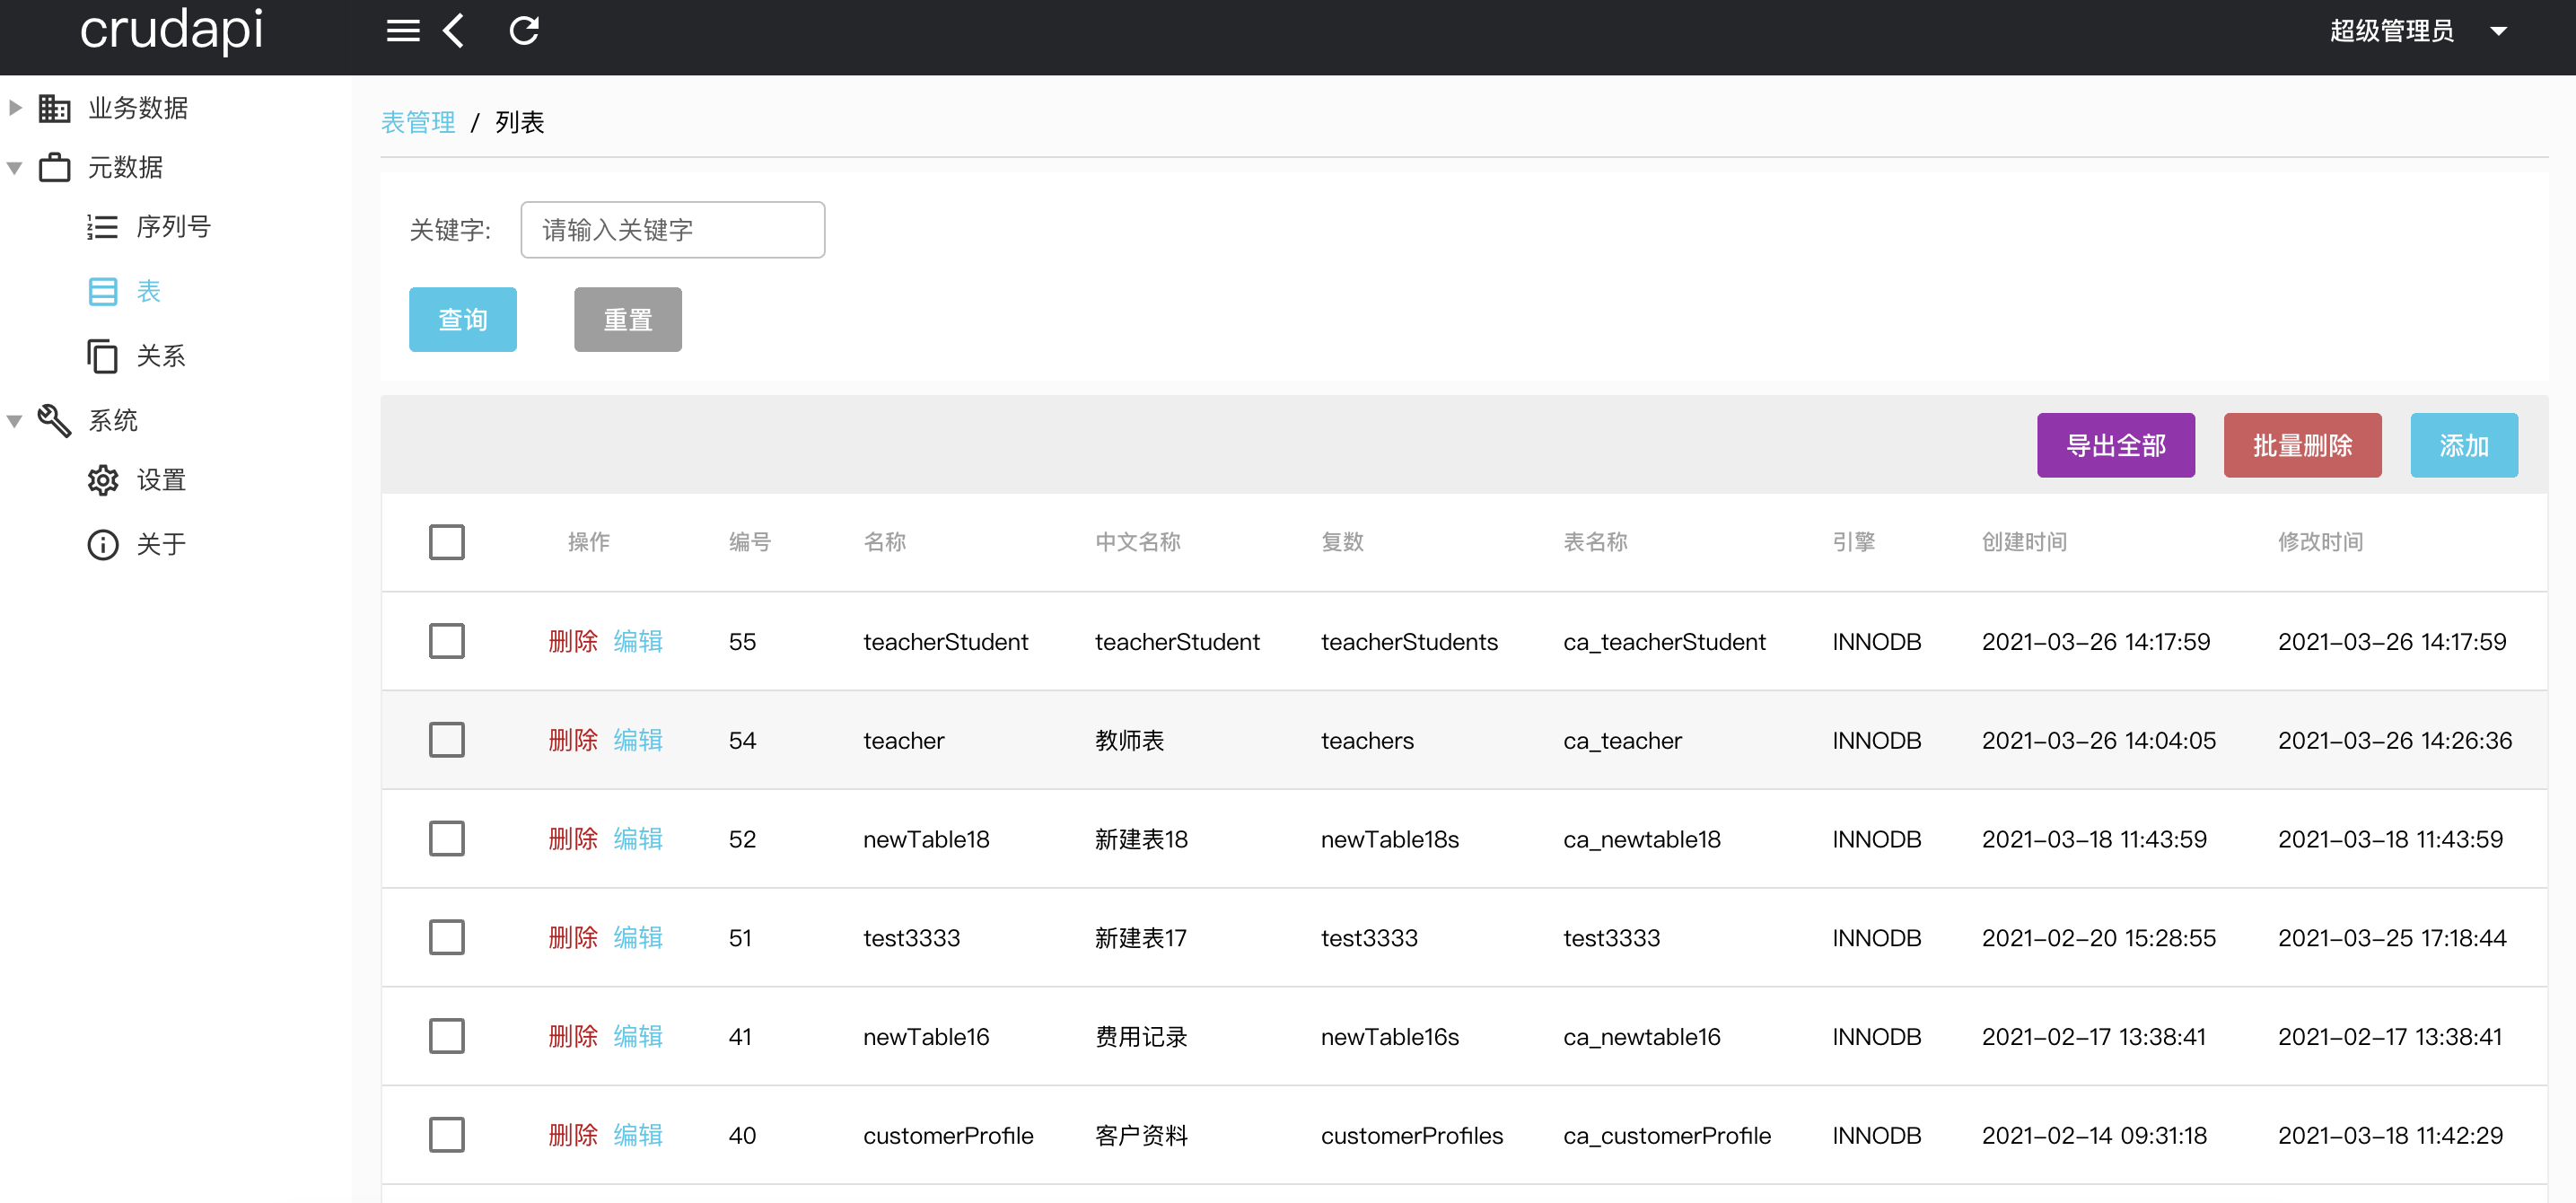 crudapi
超级管理员
业务数据
元数据
序列号
表
关系
系统
设置
关于
表管理 / 列表
关键字: 请输入关键字
查询 重置
导出全部 批量删除 添加
操作 编号 名称 中文名称 复数 表名称 引擎 创建时间 修改时间
删除 编辑 55 teacherStudent teacherStudent teacherStudents ca_teacherStudent INNODB 2021-03-26 14:17:59 2021-03-26 14:17:59
删除 编辑 54 teacher 教师表 teachers ca_teacher INNODB 2021-03-26 14:04:05 2021-03-26 14:26:36
删除 编辑 52 newTable18 新建表18 newTable18s ca_newtable18 INNODB 2021-03-18 11:43:59 2021-03-18 11:43:59
删除 编辑 51 test3333 新建表17 test3333 test3333 INNODB 2021-02-20 15:28:55 2021-03-25 17:18:44
删除 编辑 41 newTable16 费用记录 newTable16s ca_newtable16 INNODB 2021-02-17 13:38:41 2021-02-17 13:38:41
删除 编辑 40 customerProfile 客户资料 customerProfiles ca_customerProfile INNODB 2021-02-14 09:31:18 2021-03-18 11:42:29